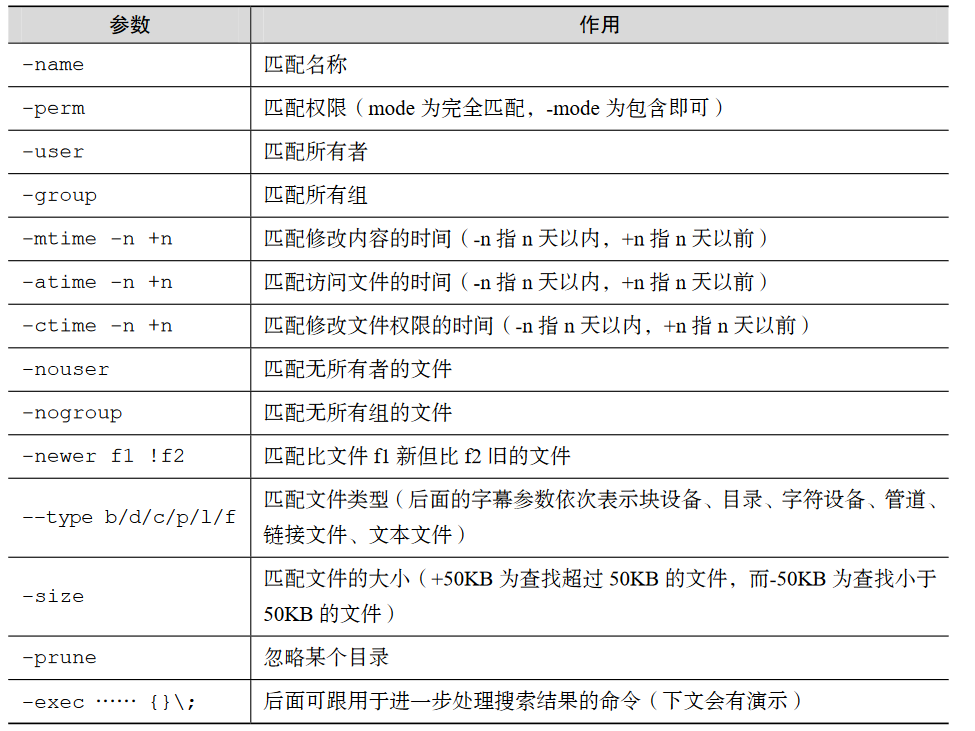 参数 作用
-name 匹配名称
-perm 匹配权限（mode 为完全匹配，-mode 为包含即可）
-user 匹配所有者
-group 匹配所有组
-mtime -n +n 匹配修改内容的时间（-n 指 n 天以内，+n 指 n 天以前）
-atime -n +n 匹配访问文件的时间（-n 指 n 天以内，+n 指 n 天以前）
-ctime -n +n 匹配修改文件权限的时间（-n 指 n 天以内，+n 指 n 天以前）
-nouser 匹配无所有者的文件
-nogroup 匹配无所有组的文件
-newer f1 !f2 匹配比文件 f1 新但比 f2 旧的文件
--type b/d/c/p/l/f 匹配文件类型（后面的字幕参数依次表示块设备、目录、字符设备、管道、
链接文件、文本文件）
-size 匹配文件的大小（+50KB 为查找超过 50KB 的文件，而-50KB 为查找小于
50KB 的文件）
-prune 忽略某个目录
-exec …… {}\; 后面可跟用于进一步处理搜索结果的命令（下文会有演示）